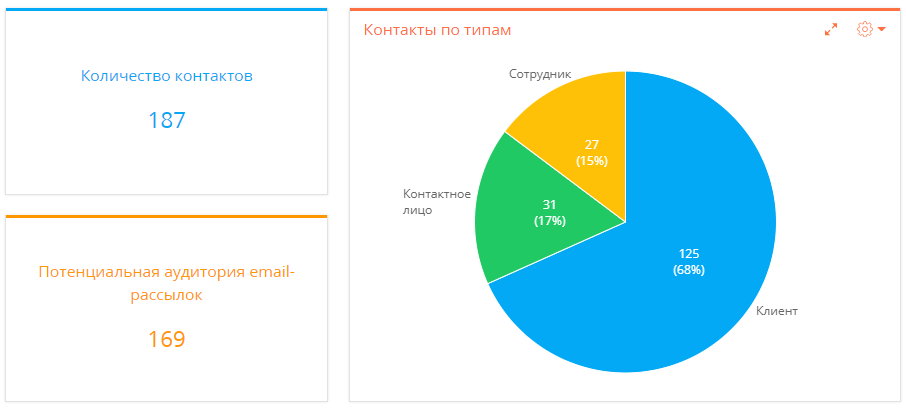 Количество контактов
187
Потенциальная аудитория email-
рассылок
169
Контакты по типам
Сотрудник
27
(15%)
Контактное
лицо
31
(17%)
125
(68%)
Клиент